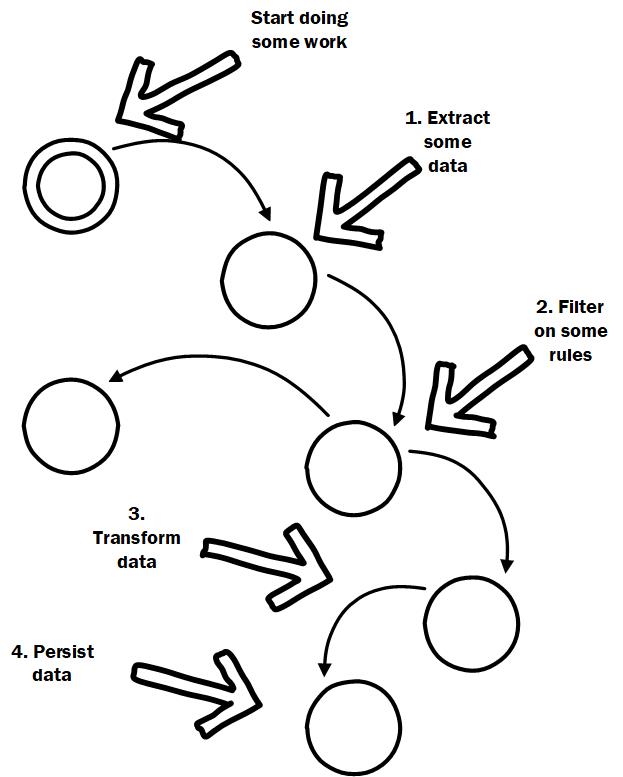 Start doing
some work
1. Extract
some
data
2. Filter
on some
rules
3.
Transform
data
4. Persist
data